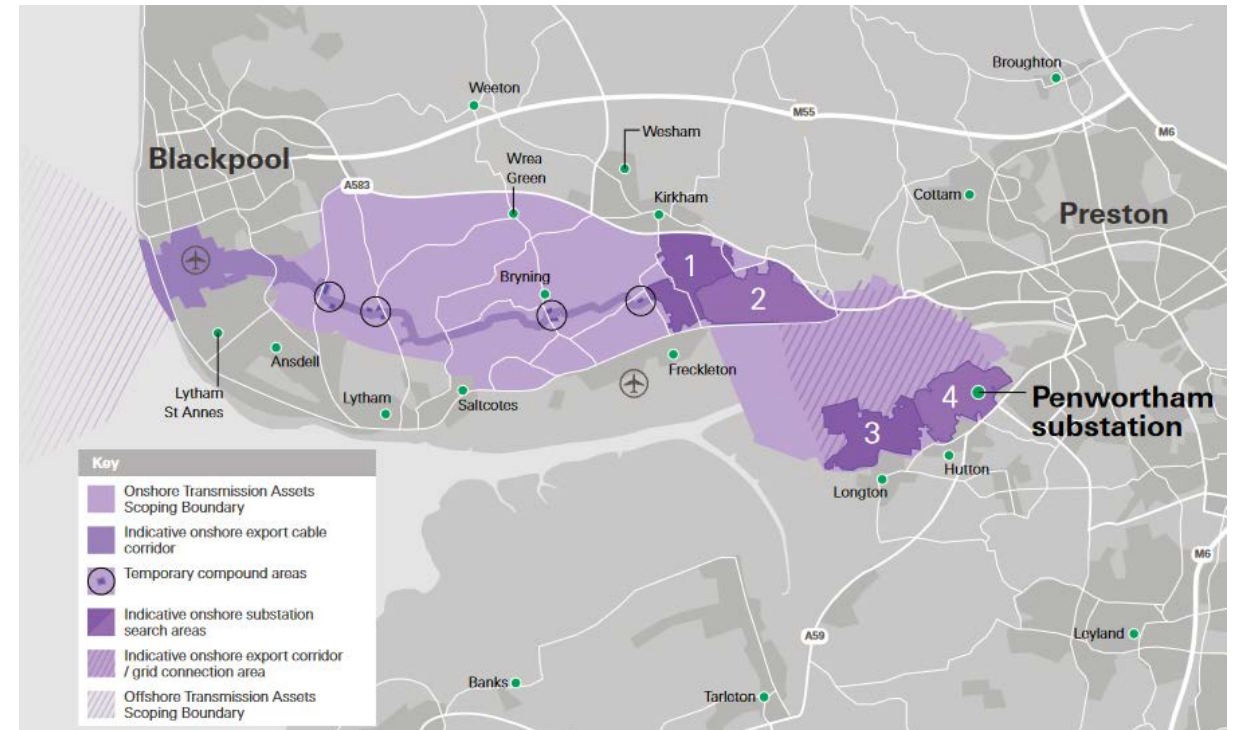 Broughton
Weeton
M55
Wesham
M6
Blackpool
Wrea
Green
A583
Kirkham
Cottam
Preston
1
Bryning
2
Ansdell
Freckleton
Lytham
St Annes
Lytham
Saltcotes
4
Penwortham
substation
3
Hutton
Longton
Key
Onshore Transmission Assets
Scoping Boundary
Indicative onshore export cable
corridor
Temporary compound areas
Indicative onshore substation
search areas
Indicative onshore export corridor
/ grid connection area
Offshore Transmission Assets
Scoping Boundary
M6
A59
Leyland
Banks
Tarleton